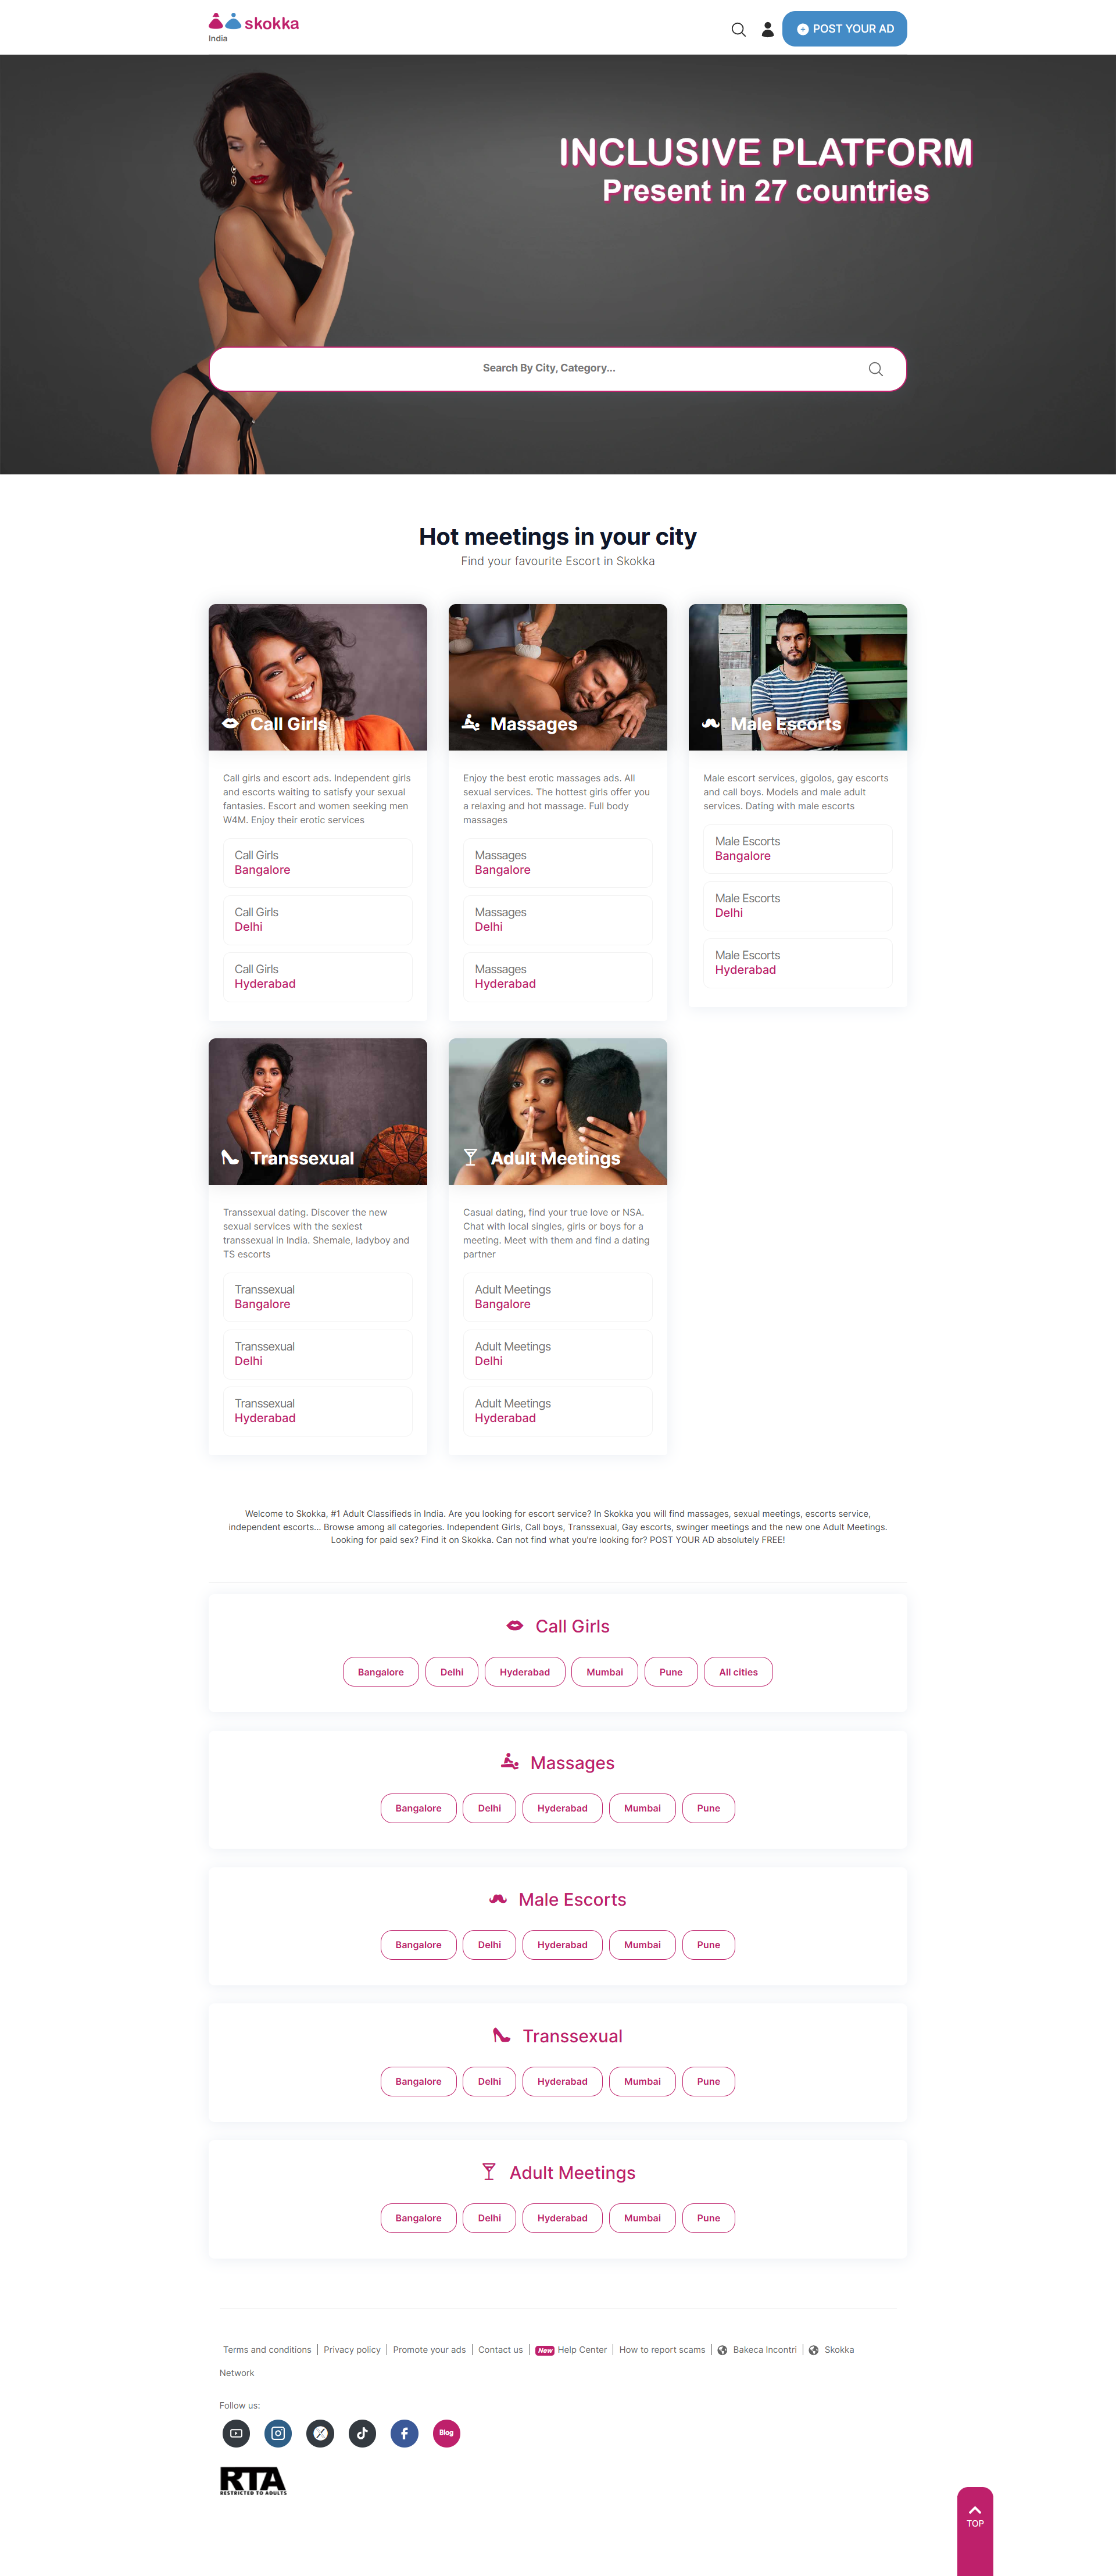 skokka
India
POST YOUR AD
INCLUSIVE PLATFORM
Present in 27 countries
Search By City, Category...
Hot meetings in your city
Find your favourite Escort in Skokka
Call Girls
Call girls and escort ads. Independent girls
and escorts waiting to satisfy your sexual
fantasies. Escort and women seeking men
W4M. Enjoy their erotic services
Call Girls
Bangalore
Call Girls
Delhi
Call Girls
Hyderabad
Massages
Enjoy the best erotic massages ads. All
sexual services. The hottest girls offer you
a relaxing and hot massage. Full body
massages
Massages
Bangalore
Massages
Delhi
Massages
Hyderabad
Male Escorts
Male escort services, gigolos, gay escorts
and call boys. Models and male adult
services. Dating with male escorts
Male Escorts
Bangalore
Male Escorts
Delhi
Male Escorts
Hyderabad
Transsexual
Transsexual dating. Discover the new
sexual services with the sexiest
transsexual in India. Shemale, ladyboy and
TS escorts
Transsexual
Bangalore
Transsexual
Delhi
Transsexual
Hyderabad
Adult Meetings
Casual dating, find your true love or NSA.
Chat with local singles, girls or boys for a
meeting. Meet with them and find a dating
partner
Adult Meetings
Bangalore
Adult Meetings
Delhi
Adult Meetings
Hyderabad
Welcome to Skokka, #1 Adult Classifieds in India. Are you looking for escort service? In Skokka you will find massages, sexual meetings, escorts service,
independent escorts... Browse among all categories. Independent Girls, Call boys, Transsexual, Gay escorts, swinger meetings and the new one Adult Meetings.
Looking for paid sex? Find it on Skokka. Can not find what you're looking for? POST YOUR AD absolutely FREE!
Call Girls
Bangalore Delhi Hyderabad Mumbai Pune All cities
Massages
Bangalore Delhi Hyderabad Mumbai Pune
Male Escorts
Bangalore Delhi Hyderabad Mumbai Pune
Transsexual
Bangalore Delhi Hyderabad Mumbai Pune
Adult Meetings
Bangalore Delhi Hyderabad Mumbai Pune
Terms and conditions | Privacy policy | Promote your ads | Contact us | New Help Center | How to report scams | Bakeca Incontri | Skokka
Network
Follow us:
Blog
RTA
RESTRICTED TO ADULTS
TOP